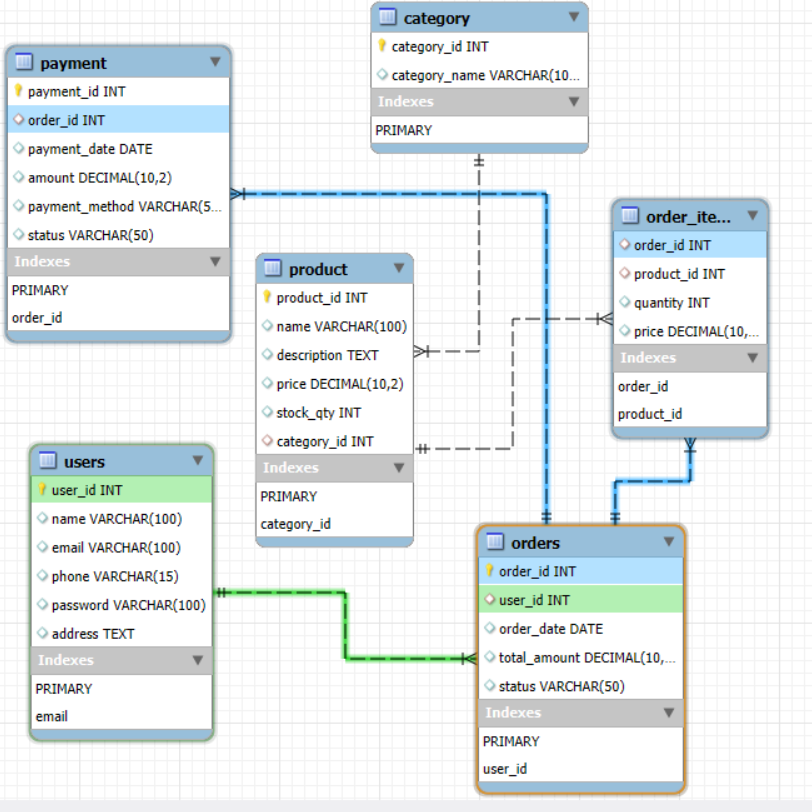 category
category_id INT
category_name VARCHAR(10...
Indexes
PRIMARY
payment
payment_id INT
order_id INT
payment_date DATE
amount DECIMAL(10,2)
payment_method VARCHAR(5...
status VARCHAR(50)
Indexes
PRIMARY
order_id
order_ite...
order_id INT
product_id INT
quantity INT
price DECIMAL(10,...
Indexes
order_id
product_id
product
product_id INT
name VARCHAR(100)
description TEXT
price DECIMAL(10,2)
stock_qty INT
category_id INT
Indexes
PRIMARY
category_id
users
user_id INT
name VARCHAR(100)
email VARCHAR(100)
phone VARCHAR(15)
password VARCHAR(100)
address TEXT
Indexes
PRIMARY
email
orders
order_id INT
user_id INT
order_date DATE
total_amount DECIMAL(10,...
status VARCHAR(50)
Indexes
PRIMARY
user_id